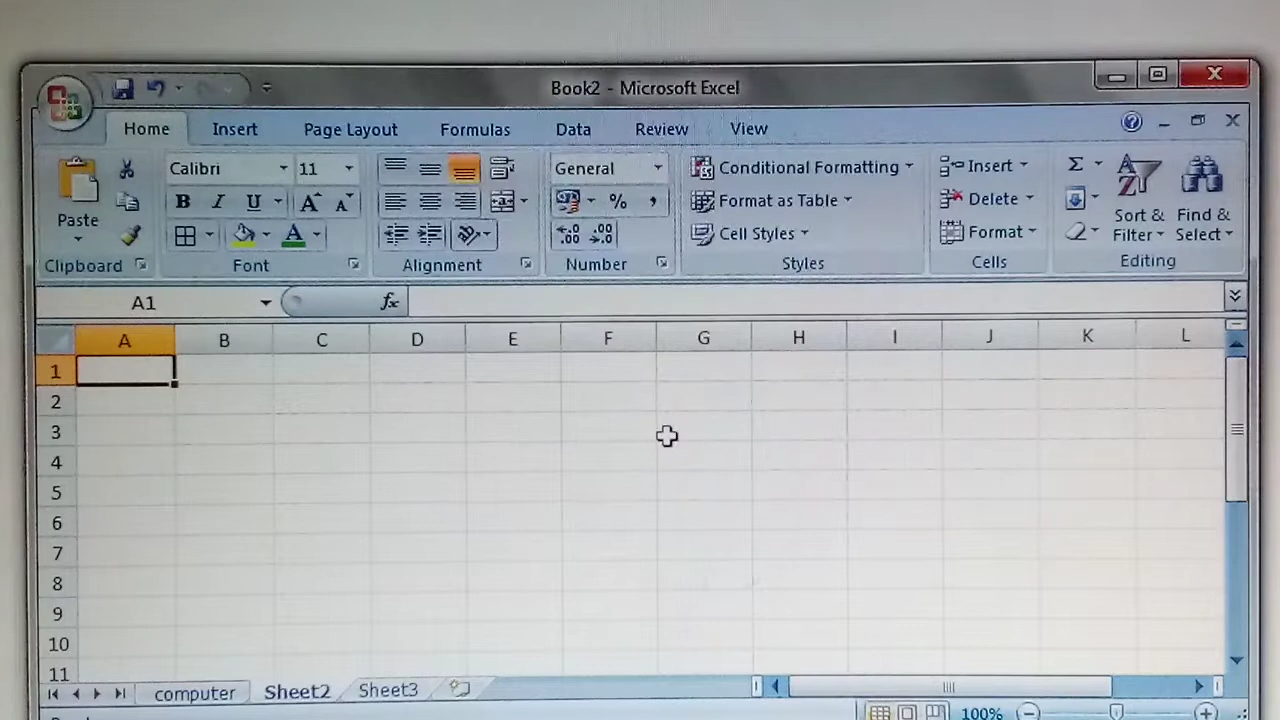 Book2 - Microsoft Excel
Home Insert Page Layout Formulas Data Review View
Paste
Clipboard
Calibri 11
B I U A A
A
Font
Alignment
General
% ,
.00 .00
Number
Conditional Formatting
Format as Table
Cell Styles
Styles
Insert
Delete
Format
Cells
Σ
Sort & Filter
Find & Select
Editing
A1 fx
A B C D E F G H I J K L
1
2
3
4
5
6
7
8
9
10
11
computer Sheet2 Sheet3
100%